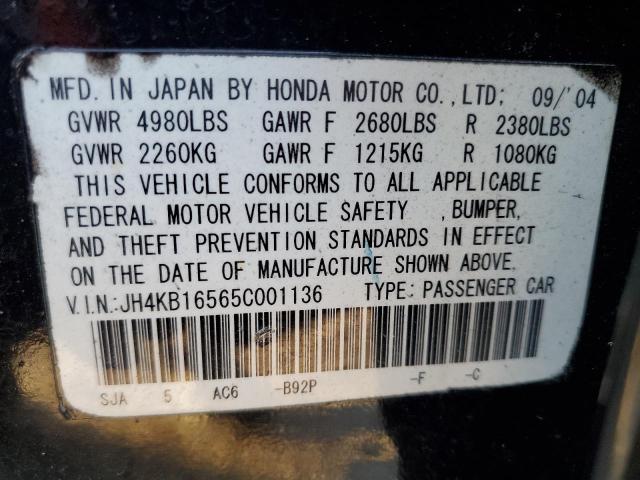 MFD. IN JAPAN BY HONDA MOTOR CO.,LTD; 09/'04
GVWR 4980LBS GAWR F 2680LBS R 2380LBS
GVWR 2260KG GAWR F 1215KG R 1080KG
THIS VEHICLE CONFORMS TO ALL APPLICABLE
FEDERAL MOTOR VEHICLE SAFETY , BUMPER,
AND THEFT PREVENTION STANDARDS IN EFFECT
ON THE DATE OF MANUFACTURE SHOWN ABOVE.
V.I.N.:JH4KB16565C001136 TYPE: PASSENGER CAR
SJA 5 AC6 -B92P -F -C